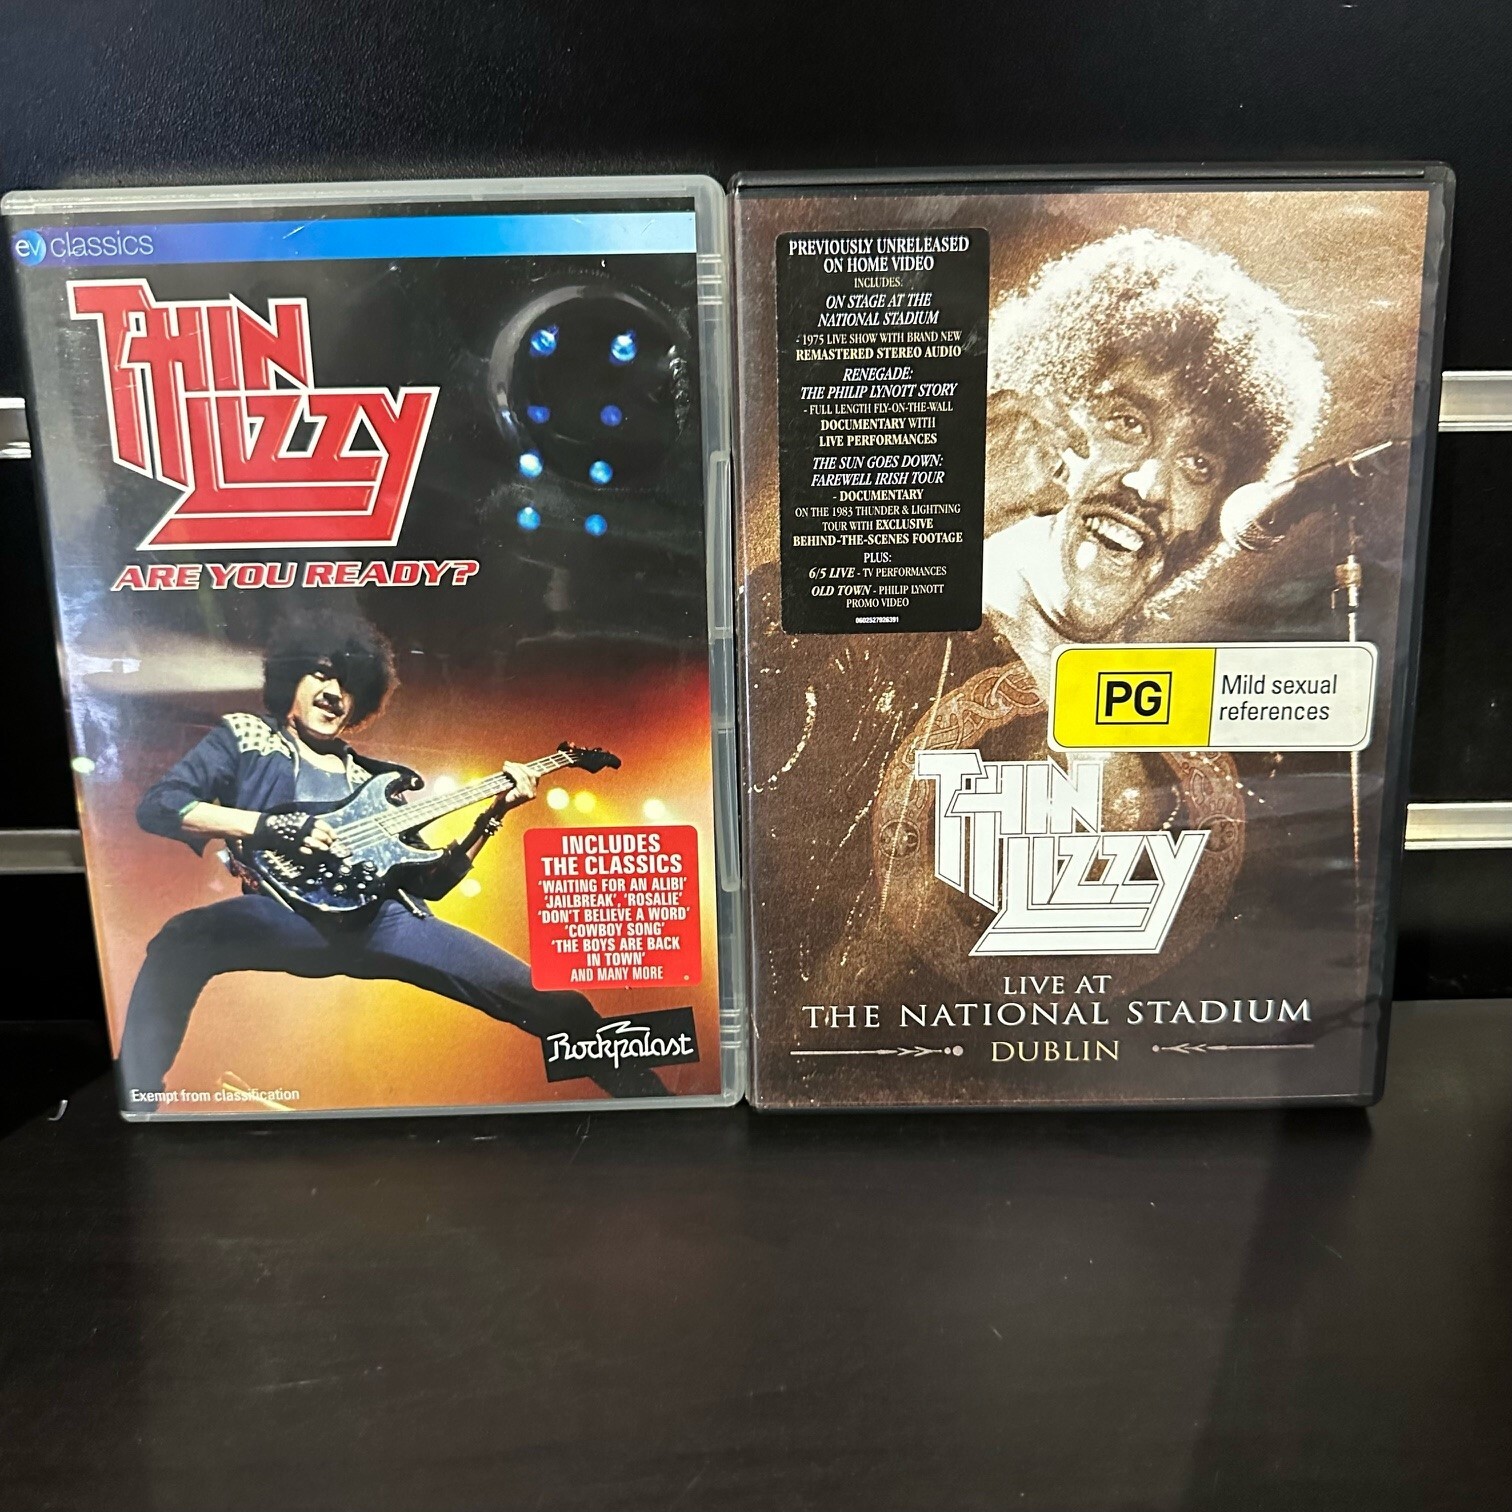 ev classics
THIN
LIZZY
ARE YOU READY?
INCLUDES
THE CLASSICS
'WAITING FOR AN ALIBI'
'JAILBREAK', 'ROSALIE'
'DON'T BELIEVE A WORD'
'COWBOY SONG'
'THE BOYS ARE BACK
IN TOWN'
AND MANY MORE
Rockpalast
Exempt from classification
PREVIOUSLY UNRELEASED
ON HOME VIDEO
INCLUDES:
ON STAGE AT THE
NATIONAL STADIUM
- 1975 LIVE SHOW WITH BRAND NEW
REMASTERED STEREO AUDIO
RENEGADE:
THE PHILIP LYNOTT STORY
- FULL LENGTH FLY-ON-THE-WALL
DOCUMENTARY WITH
LIVE PERFORMANCES
THE SUN GOES DOWN:
FAREWELL IRISH TOUR
- DOCUMENTARY
ON THE 1983 THUNDER & LIGHTNING
TOUR WITH EXCLUSIVE
BEHIND-THE-SCENES FOOTAGE
PLUS:
6/5 LIVE - TV PERFORMANCES
OLD TOWN - PHILIP LYNOTT
PROMO VIDEO
PG
Mild sexual
references
THIN
LIZZY
LIVE AT
THE NATIONAL STADIUM
DUBLIN